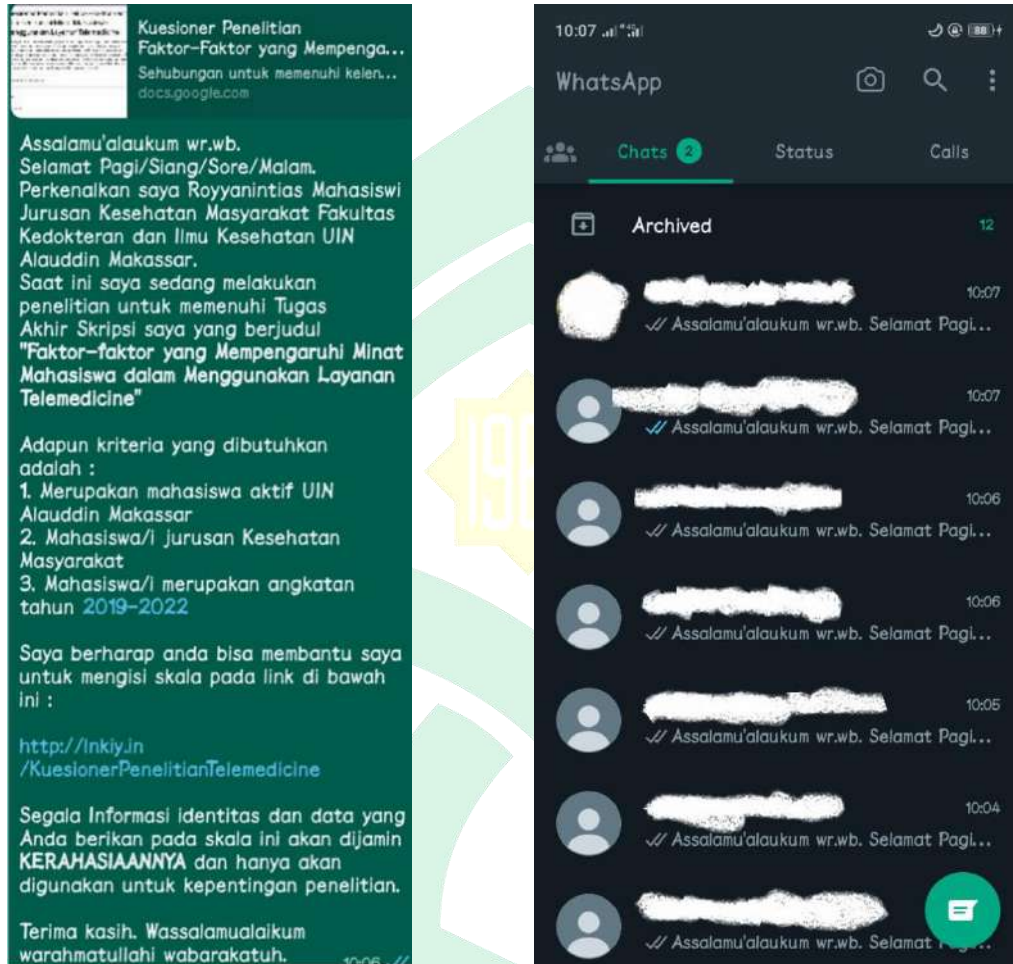 Kuesioner Penelitian
Faktor-Faktor yang Mempenga...
Sehubungan untuk memenuhi kelen...
docs.google.com
Assalamu'alaukum wr.wb.
Selamat Pagi/Siang/Sore/Malam.
Perkenalkan saya Royyanintias Mahasiswi
Jurusan Kesehatan Masyarakat Fakultas
Kedokteran dan Ilmu Kesehatan UIN
Alauddin Makassar.
Saat ini saya sedang melakukan
penelitian untuk memenuhi Tugas
Akhir Skripsi saya yang berjudul
"Faktor-faktor yang Mempengaruhi Minat
Mahasiswa dalam Menggunakan Layanan
Telemedicine"
Adapun kriteria yang dibutuhkan
adalah :
1. Merupakan mahasiswa aktif UIN
Alauddin Makassar
2. Mahasiswa/i jurusan Kesehatan
Masyarakat
3. Mahasiswa/i merupakan angkatan
tahun 2019-2022
Saya berharap anda bisa membantu saya
untuk mengisi skala pada link di bawah
ini :
http://lnkiy.in
/KuesionerPenelitianTelemedicine
Segala Informasi identitas dan data yang
Anda berikan pada skala ini akan dijamin
KERAHASIAANNYA dan hanya akan
digunakan untuk kepentingan penelitian.
Terima kasih. Wassalamualaikum
warahmatullahi wabarakatuh.
10:06
10:07
88
WhatsApp
Chats 2
Status
Calls
Archived
12
10:07
Assalamu'alaukum wr.wb. Selamat Pagi...
10:07
Assalamu'alaukum wr.wb. Selamat Pagi...
10:06
Assalamu'alaukum wr.wb. Selamat Pagi...
10:06
Assalamu'alaukum wr.wb. Selamat Pagi...
10:05
Assalamu'alaukum wr.wb. Selamat Pagi...
10:04
Assalamu'alaukum wr.wb. Selamat Pagi...
Assalamu'alaukum wr.wb. Selamat